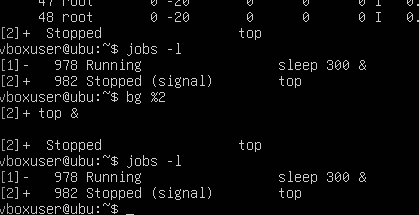 47 root 0 -20 0 0 0 I 0.
48 root 0 -20 0 0 0 I 0.
[2]+ Stopped top
vboxuser@ubu:~$ jobs -l
[1]- 978 Running sleep 300 &
[2]+ 982 Stopped (signal) top
vboxuser@ubu:~$ bg %2
[2]+ top &
[2]+ Stopped top
vboxuser@ubu:~$ jobs -l
[1]- 978 Running sleep 300 &
[2]+ 982 Stopped (signal) top
vboxuser@ubu:~$ _